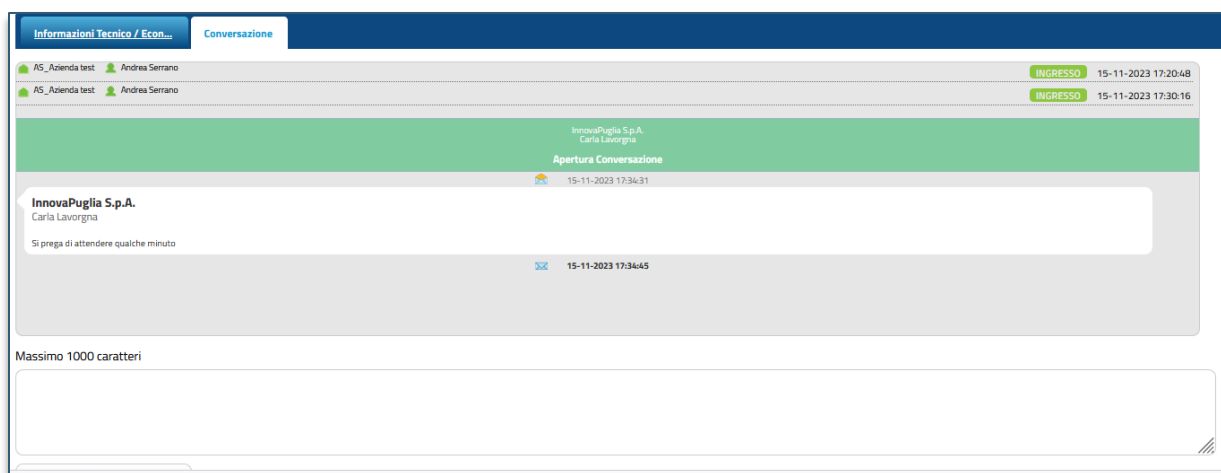 Informazioni Tecnico / Econ... Conversazione
AS_Azienda test Andrea Serrano INGRESSO 15-11-2023 17:20:48
AS_Azienda test Andrea Serrano INGRESSO 15-11-2023 17:30:16
InnovaPuglia S.p.A.
Carla Lavorgna
Apertura Conversazione
15-11-2023 17:34:31
InnovaPuglia S.p.A.
Carla Lavorgna
Si prega di attendere qualche minuto
15-11-2023 17:34:45
Massimo 1000 caratteri